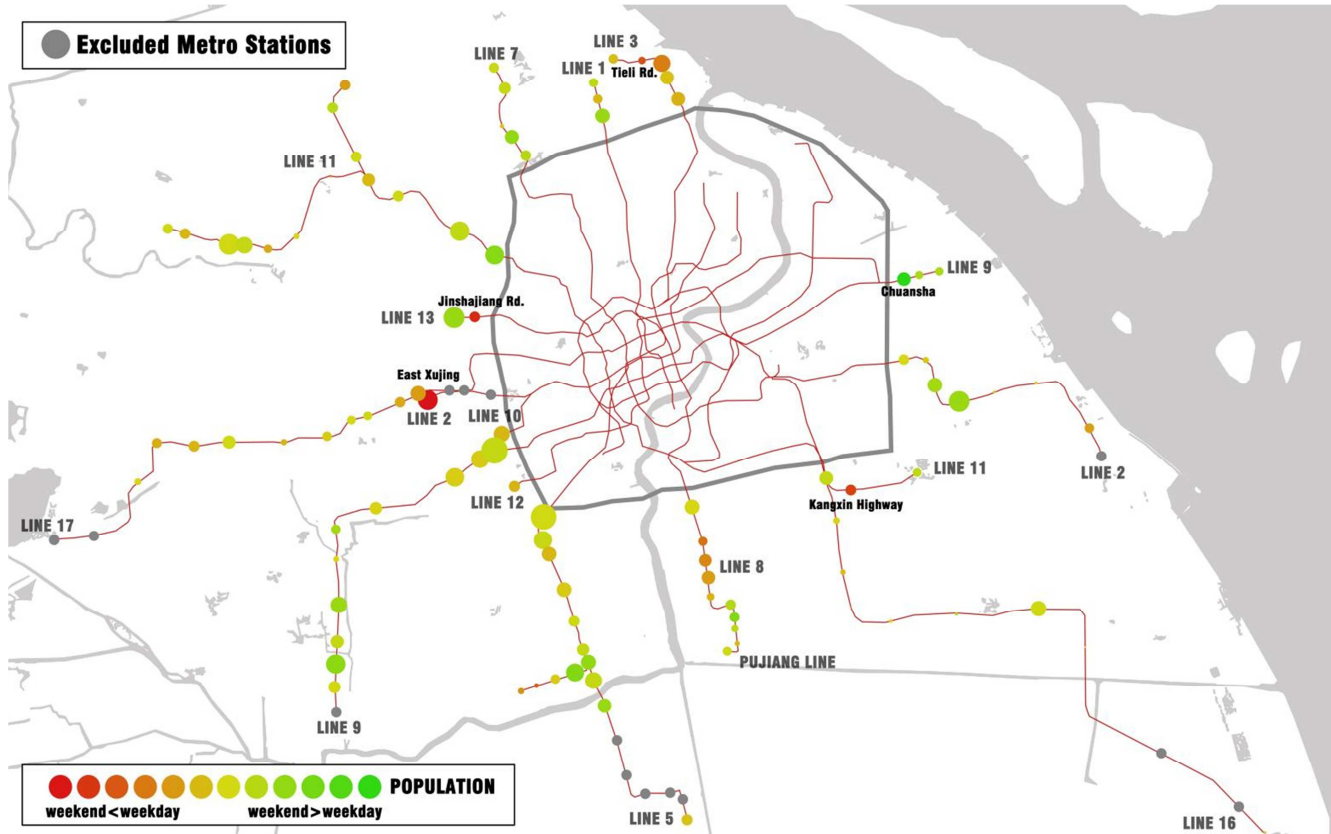 Excluded Metro Stations
LINE 3
LINE 7
Tieli Rd.
LINE 1
LINE 11
LINE 9
Chuansha
Jinshajiang Rd.
LINE 13
East Xujing
LINE 2
LINE 10
LINE 11
LINE 2
LINE 12
Kangxin Highway
LINE 17
LINE 8
PUJIANG LINE
LINE 9
POPULATION
weekend<weekday
weekend>weekday
LINE 5
LINE 16